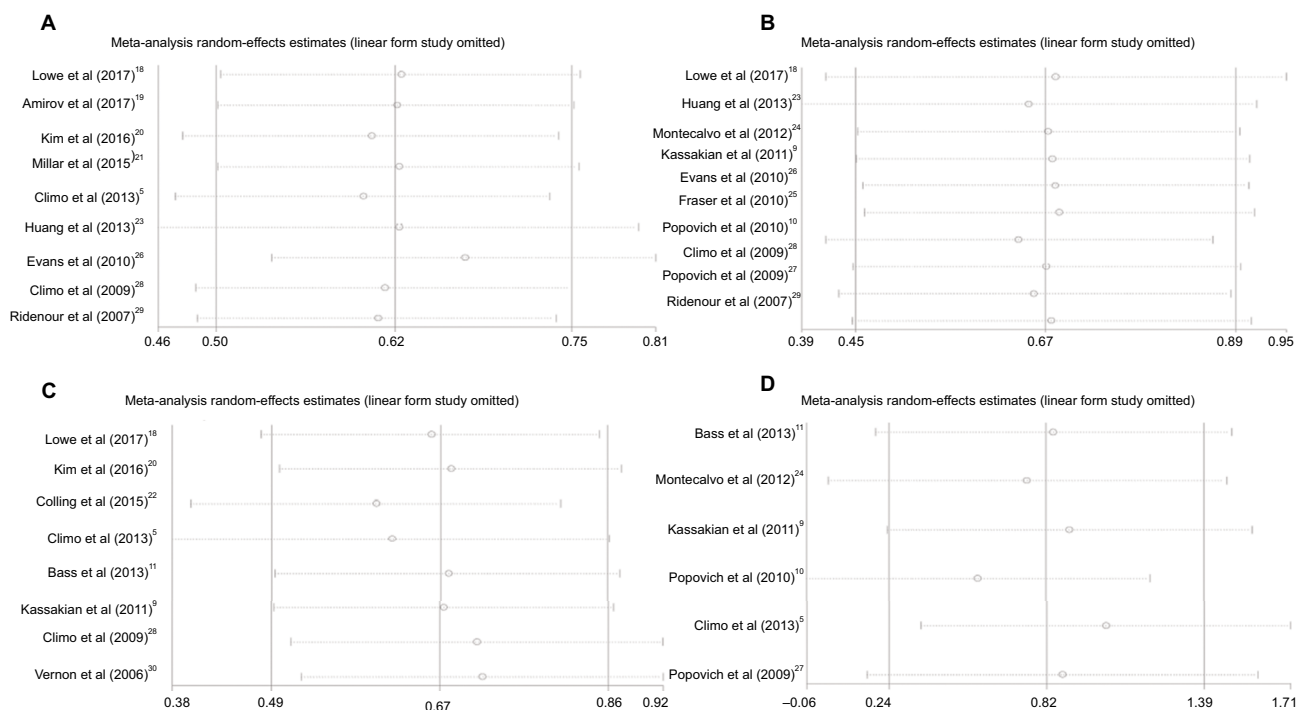 A
Meta-analysis random-effects estimates (linear form study omitted)
Lowe et al (2017)18
Amirov et al (2017)19
Kim et al (2016)20
Millar et al (2015)21
Climo et al (2013)5
Huang et al (2013)23
Evans et al (2010)26
Climo et al (2009)28
Ridenour et al (2007)29
0.46 0.50 0.62 0.75 0.81
B
Meta-analysis random-effects estimates (linear form study omitted)
Lowe et al (2017)18
Huang et al (2013)23
Montecalvo et al (2012)24
Kassakian et al (2011)9
Evans et al (2010)26
Fraser et al (2010)25
Popovich et al (2010)10
Climo et al (2009)28
Popovich et al (2009)27
Ridenour et al (2007)29
0.39 0.45 0.67 0.89 0.95
C
Meta-analysis random-effects estimates (linear form study omitted)
Lowe et al (2017)18
Kim et al (2016)20
Colling et al (2015)22
Climo et al (2013)5
Bass et al (2013)11
Kassakian et al (2011)9
Climo et al (2009)28
Vernon et al (2006)30
0.38 0.49 0.67 0.86 0.92
D
Meta-analysis random-effects estimates (linear form study omitted)
Bass et al (2013)11
Montecalvo et al (2012)24
Kassakian et al (2011)9
Popovich et al (2010)10
Climo et al (2013)5
Popovich et al (2009)27
–0.06 0.24 0.82 1.39 1.71